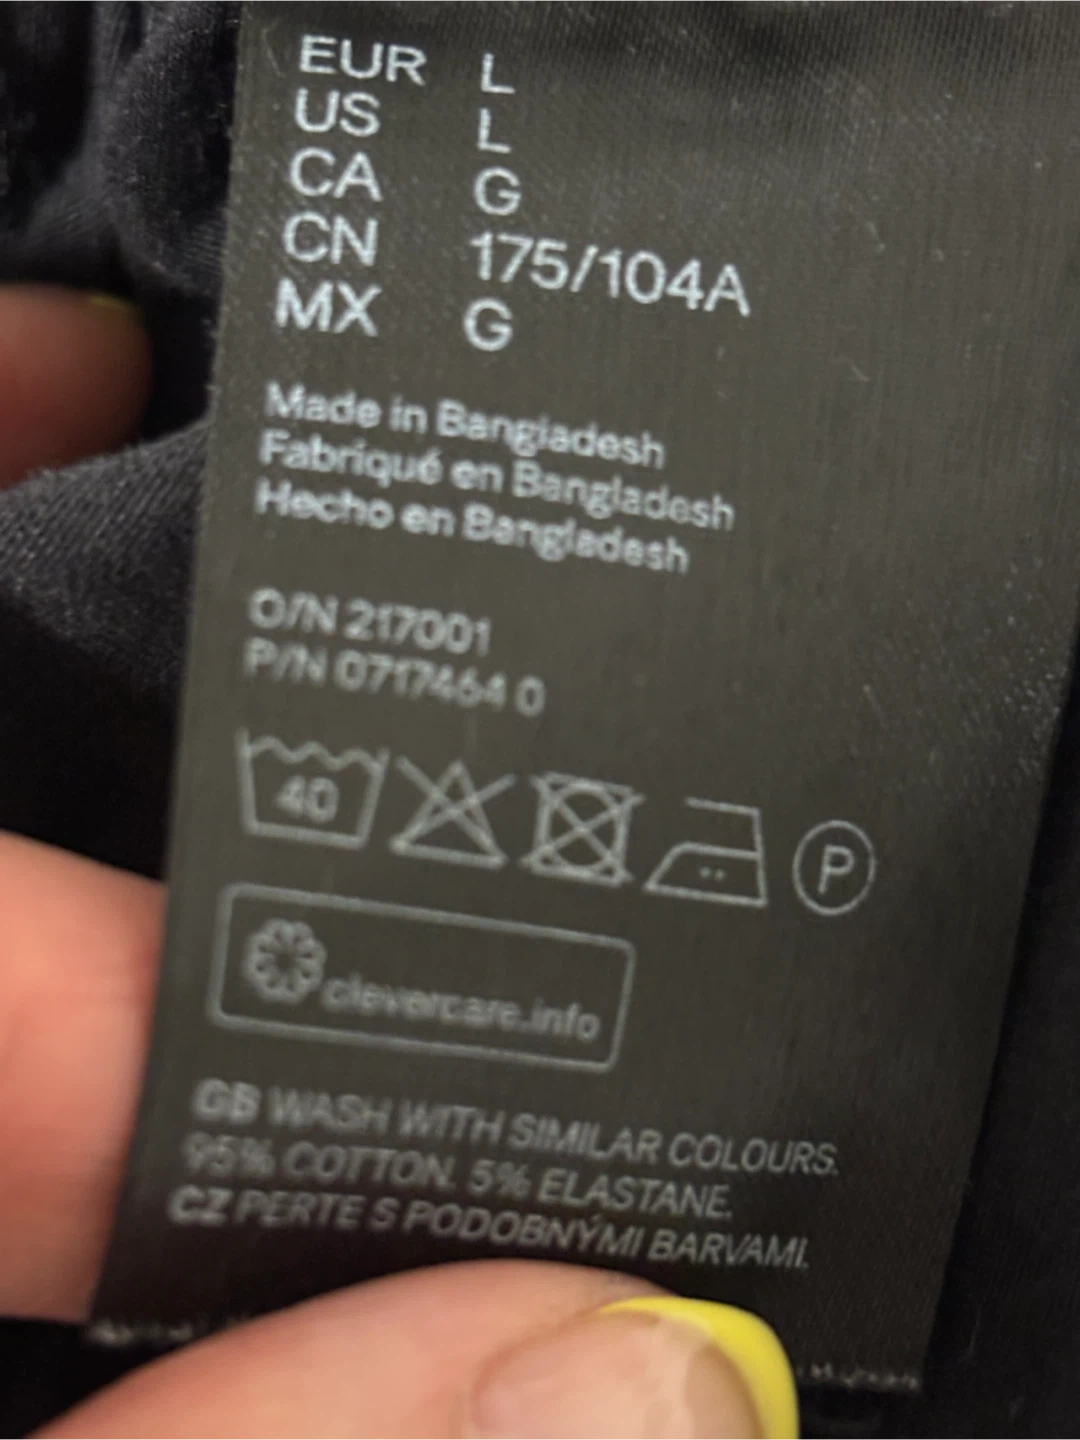 EUR L
US L
CA G
CN 175/104A
MX G
Made in Bangladesh
Fabriqué en Bangladesh
Hecho en Bangladesh
O/N 217001
P/N 0717464 0
40
P
clevercare.info
GB WASH WITH SIMILAR COLOURS.
95% COTTON. 5% ELASTANE.
CZ PERTE S PODOBNÝMI BARVAMI.